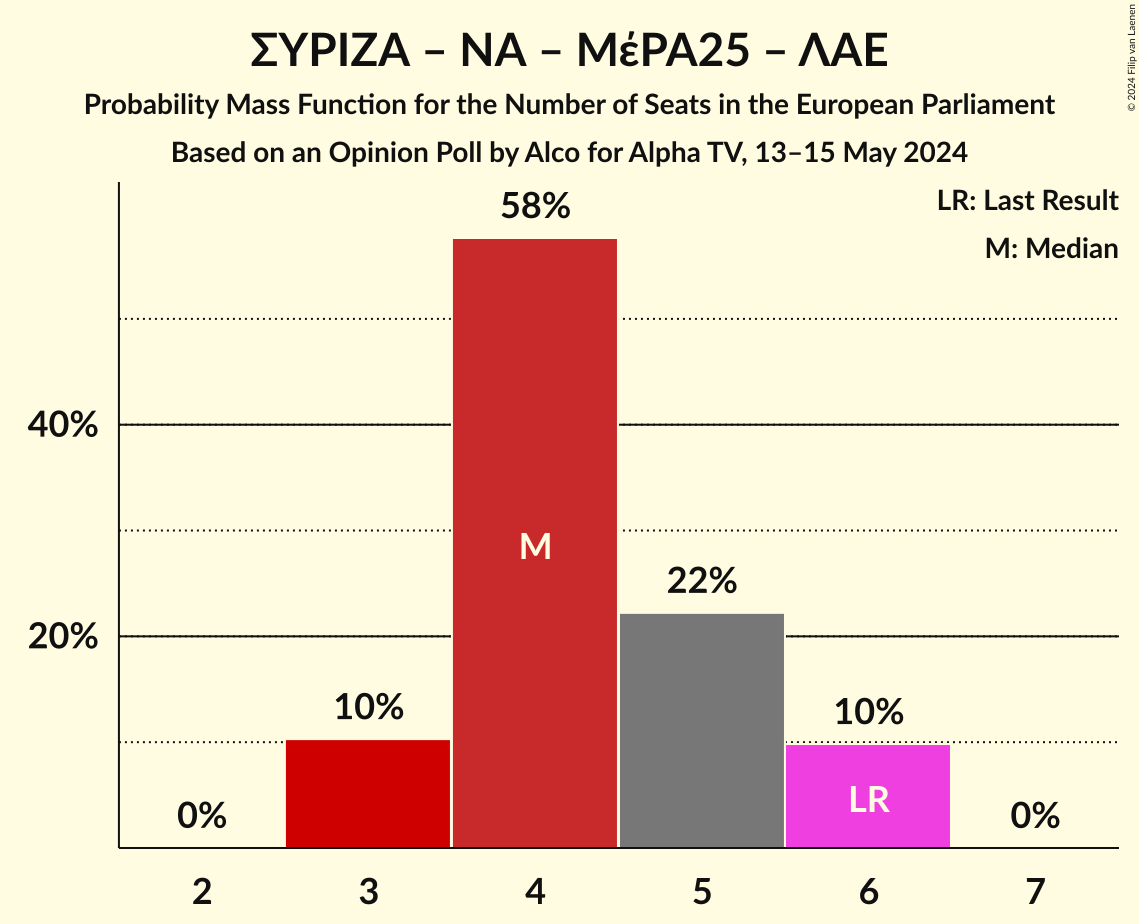 ΣΥΡΙΖΑ – ΝΑ – ΜέΡΑ25 – ΛΑΕ
Probability Mass Function for the Number of Seats in the European Parliament
Based on an Opinion Poll by Alco for Alpha TV, 13–15 May 2024
© 2024 Filip van Laenen
LR: Last Result
M: Median
58%
40%
M
22%
20%
10%
10%
LR
0%
0%
2 3 4 5 6 7